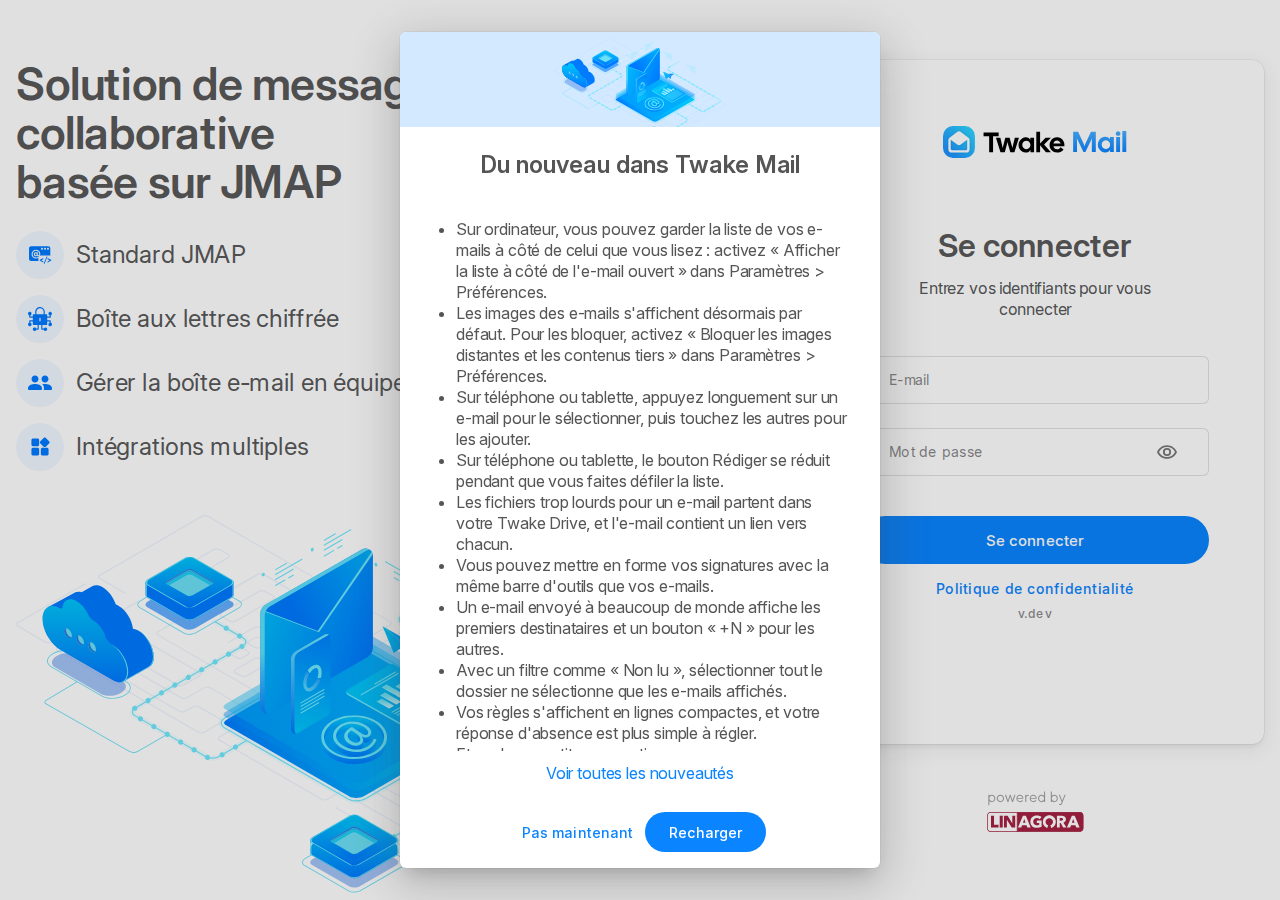 Solution de messag
collaborative
basée sur JMAP
Standard JMAP
Boîte aux lettres chiffrée
Gérer la boîte e-mail en équipe
Intégrations multiples
Du nouveau dans Twake Mail
• Sur ordinateur, vous pouvez garder la liste de vos e-
mails à côté de celui que vous lisez : activez « Afficher
la liste à côté de l'e-mail ouvert » dans Paramètres >
Préférences.
• Les images des e-mails s'affichent désormais par
défaut. Pour les bloquer, activez « Bloquer les images
distantes et les contenus tiers » dans Paramètres >
Préférences.
• Sur téléphone ou tablette, appuyez longuement sur un
e-mail pour le sélectionner, puis touchez les autres pour
les ajouter.
• Sur téléphone ou tablette, le bouton Rédiger se réduit
pendant que vous faites défiler la liste.
• Les fichiers trop lourds pour un e-mail partent dans
votre Twake Drive, et l'e-mail contient un lien vers
chacun.
• Vous pouvez mettre en forme vos signatures avec la
même barre d'outils que vos e-mails.
• Un e-mail envoyé à beaucoup de monde affiche les
premiers destinataires et un bouton « +N » pour les
autres.
• Avec un filtre comme « Non lu », sélectionner tout le
dossier ne sélectionne que les e-mails affichés.
• Vos règles s'affichent en lignes compactes, et votre
réponse d'absence est plus simple à régler.
Voir toutes les nouveautés
Pas maintenant
Recharger
Twake Mail
Se connecter
Entrez vos identifiants pour vous
connecter
E-mail
Mot de passe
Se connecter
Politique de confidentialité
v.dev
powered by
LINAGORA